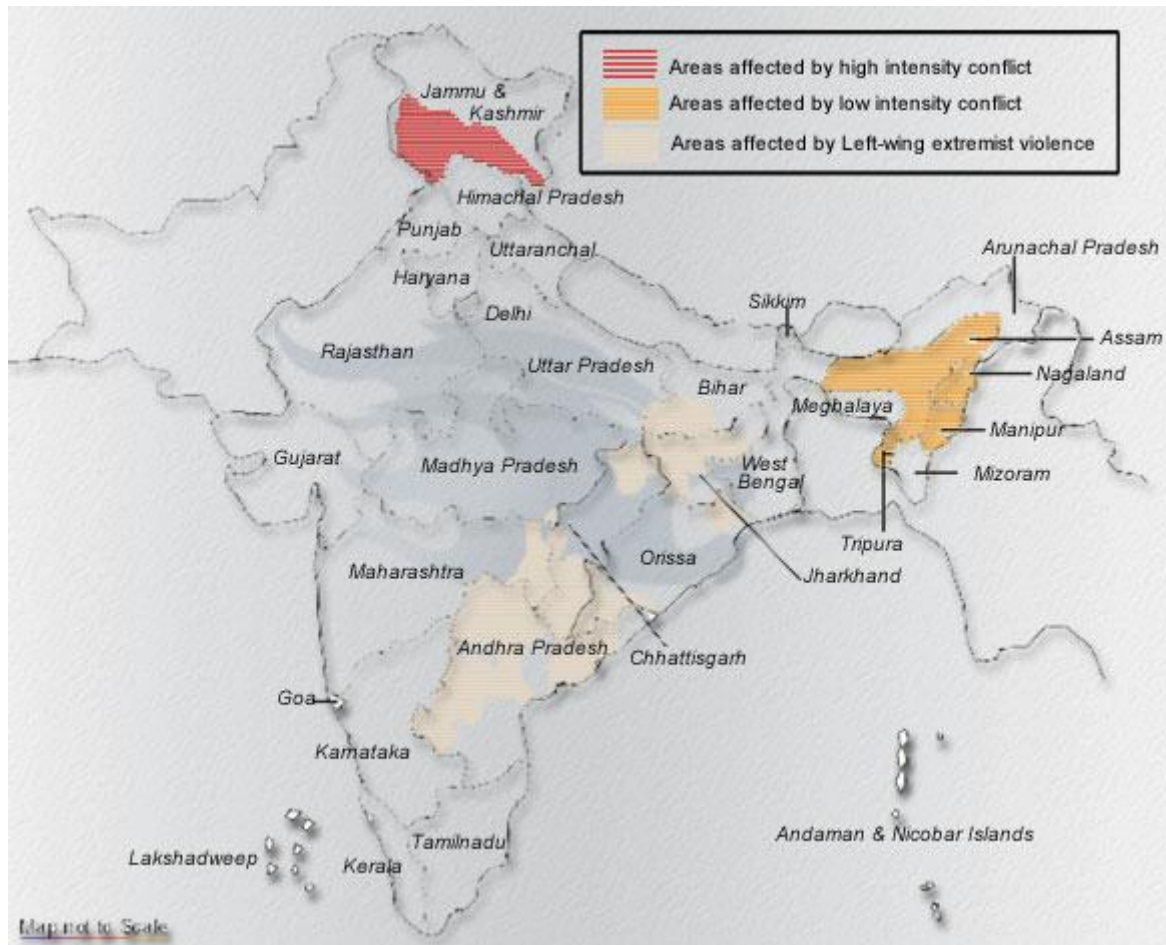 Areas affected by high intensity conflict
Areas affected by low intensity conflict
Areas affected by Left-wing extremist violence
Jammu &
Kashmir
Himachal Pradesh
Punjab
Uttaranchal
Haryana
Delhi
Arunachal Pradesh
Sikkim
Assam
Rajasthan
Uttar Pradesh
Bihar
Nagaland
Meghalaya
Manipur
Gujarat
Madhya Pradesh
West
Bengal
Mizoram
Tripura
Orissa
Maharashtra
Jharkhand
Andhra Pradesh
Chhattisgarh
Goa
Karnataka
Andaman & Nicobar Islands
Tamilnadu
Lakshadweep
Kerala
Map not to Scale